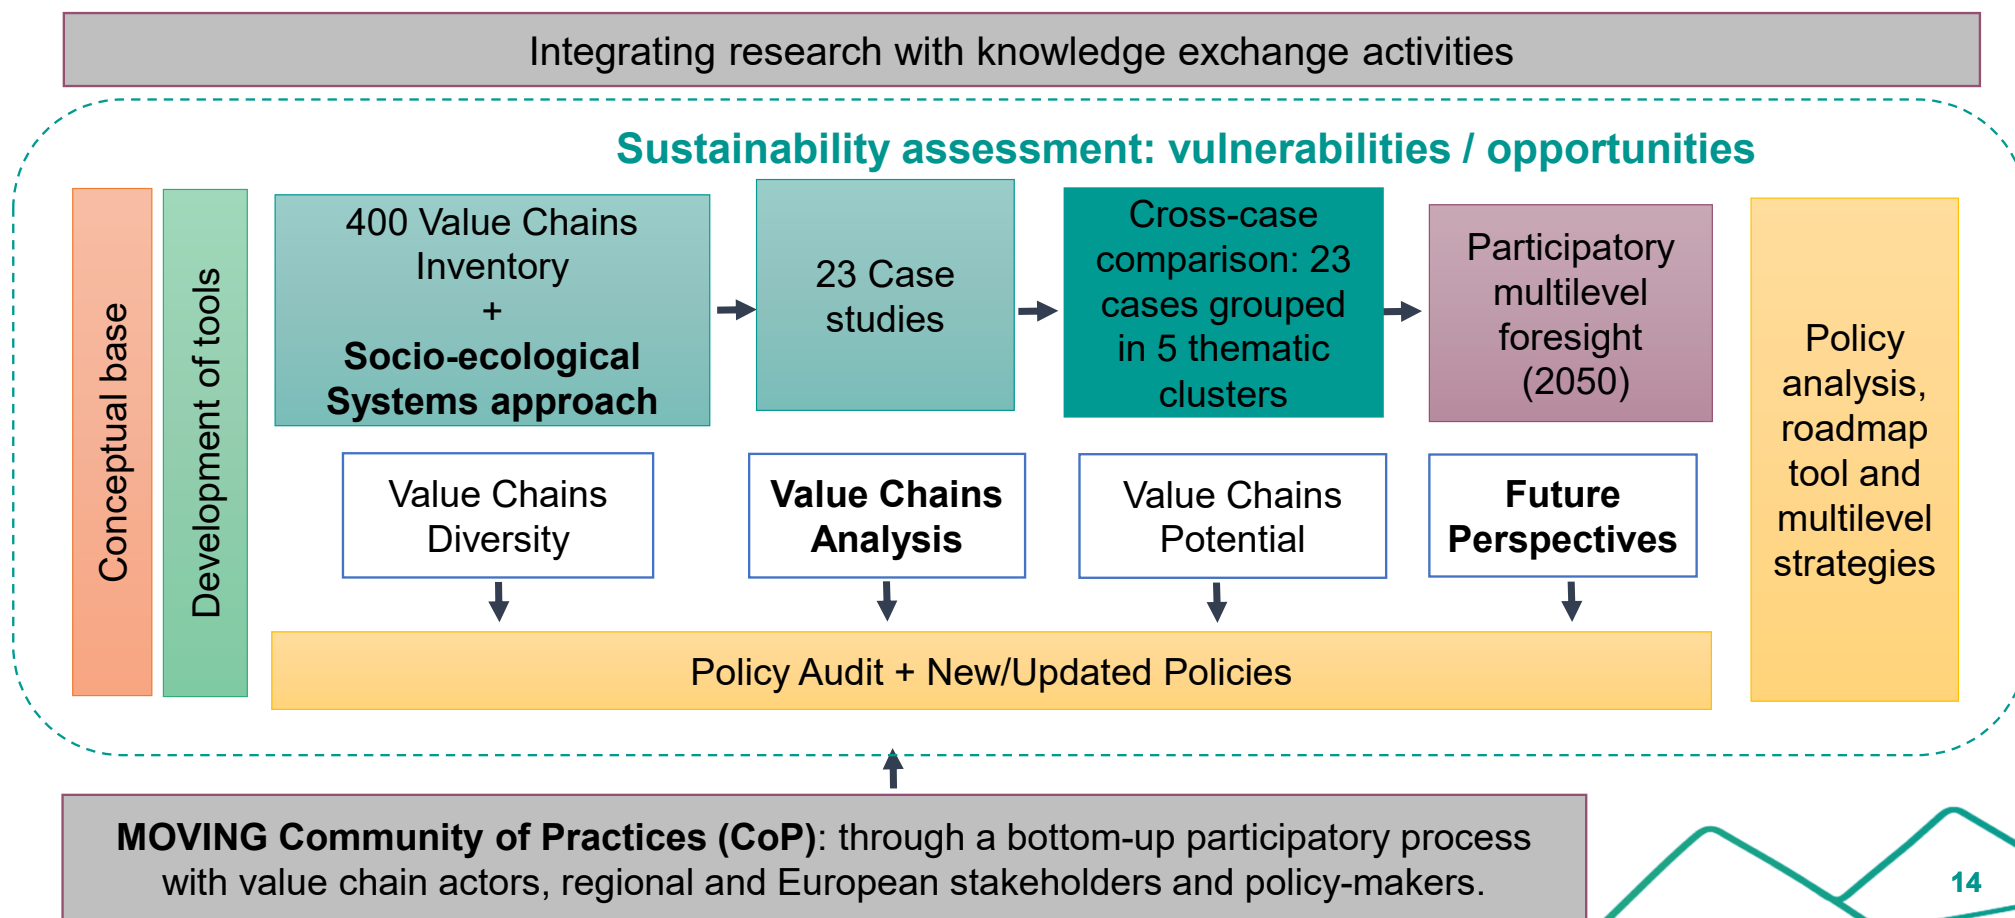 Integrating research with knowledge exchange activities
Sustainability assessment: vulnerabilities / opportunities
Conceptual base
Development of tools
400 Value Chains
Inventory
+
Socio-ecological
Systems approach
23 Case
studies
Cross-case
comparison: 23
cases grouped
in 5 thematic
clusters
Participatory
multilevel
foresight
(2050)
Policy
analysis,
roadmap
tool and
multilevel
strategies
Value Chains
Diversity
Value Chains
Analysis
Value Chains
Potential
Future
Perspectives
Policy Audit + New/Updated Policies
MOVING Community of Practices (CoP): through a bottom-up participatory process
with value chain actors, regional and European stakeholders and policy-makers.
14